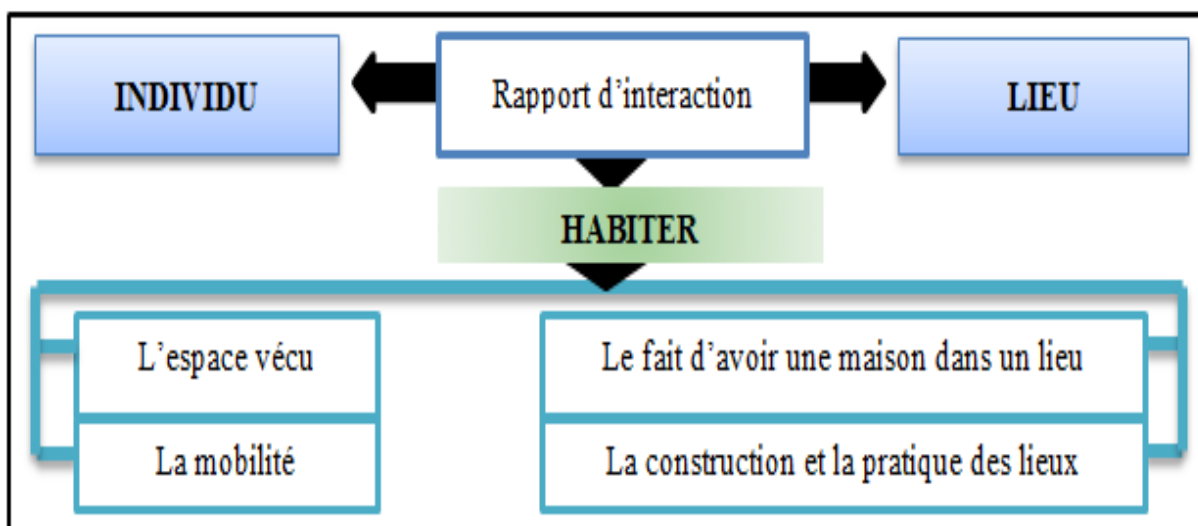 INDIVIDU
Rapport d’interaction
LIEU
HABITER
L’espace vécu
Le fait d’avoir une maison dans un lieu
La mobilité
La construction et la pratique des lieux